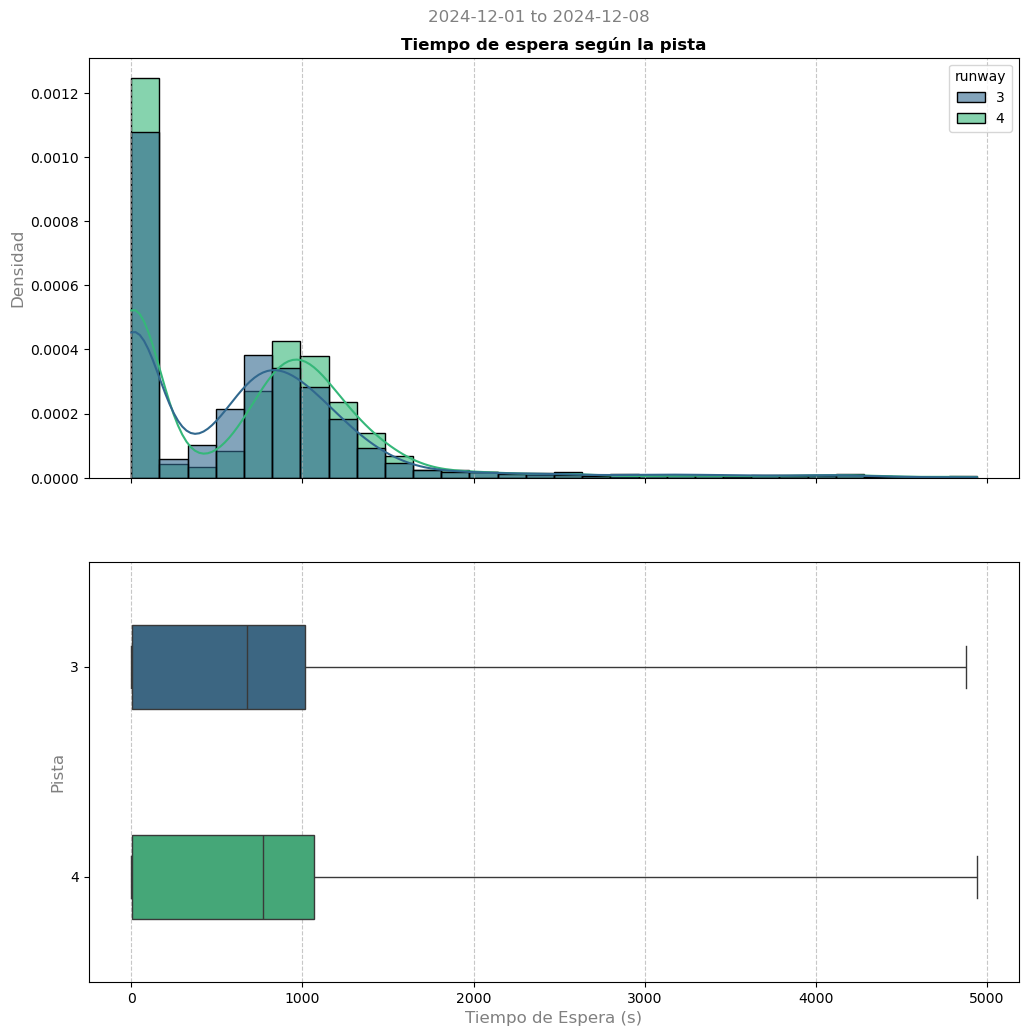 2024-12-01 to 2024-12-08
Tiempo de espera según la pista
runway
3
4
Densidad
0.0012
0.0010
0.0008
0.0006
0.0004
0.0002
0.0000
Pista
3
4
0 1000 2000 3000 4000 5000
Tiempo de Espera (s)